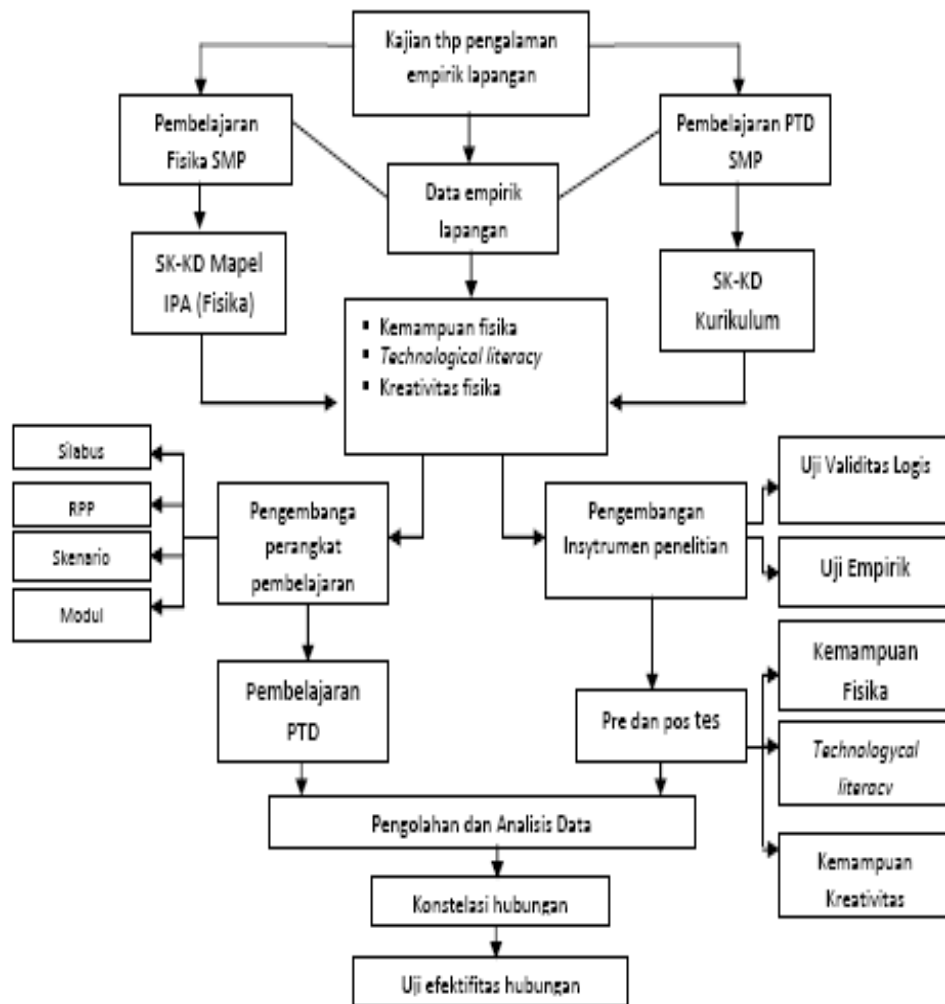 Kajian thp pengalaman
empirik lapangan
Pembelajaran
Fisika SMP
Pembelajaran PTD
SMP
Data empirik
lapangan
SK-KD Mapel
IPA (Fisika)
SK-KD
Kurikulum
▪ Kemampuan fisika
▪ Technological literacy
▪ Kreativitas fisika
Silabus
RPP
Skenario
Modul
Pengembanga
perangkat
pembelajaran
Pengembangan
Insytrumen penelitian
Uji Validitas Logis
Uji Empirik
Pembelajaran
PTD
Pre dan pos tes
Kemampuan
Fisika
Technologycal
literacy
Kemampuan
Kreativitas
Pengolahan dan Analisis Data
Konstelasi hubungan
Uji efektifitas hubungan